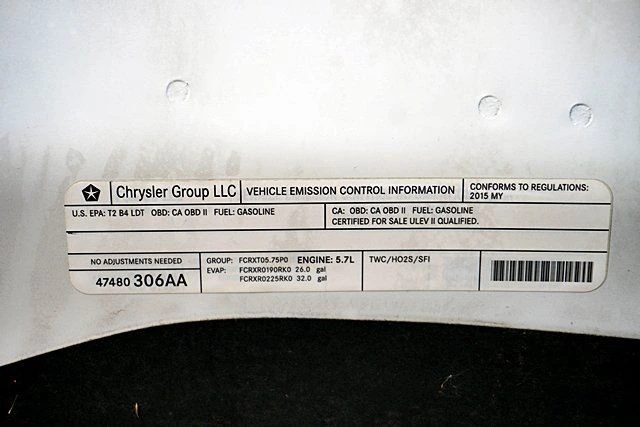 Chrysler Group LLC VEHICLE EMISSION CONTROL INFORMATION CONFORMS TO REGULATIONS:
2015 MY
U.S. EPA: T2 B4 LDT OBD: CA OBD II FUEL: GASOLINE CA: OBD: CA OBD II FUEL: GASOLINE
CERTIFIED FOR SALE ULEV II QUALIFIED.
NO ADJUSTMENTS NEEDED GROUP: FCRXT05.75P0 ENGINE: 5.7L TWC/HO2S/SFI
EVAP: FCRXR0190RK0 26.0 gal
FCRXR0225RK0 32.0 gal
47480 306AA